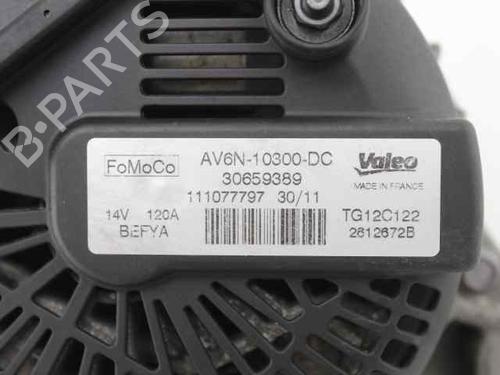 AV6N-10300-DC
FoMoCo
30659389
Valeo
MADE IN FRANCE
111077797 30/11
14V 120A
TG12C122
BEFYA
2612672B
B-PARTS